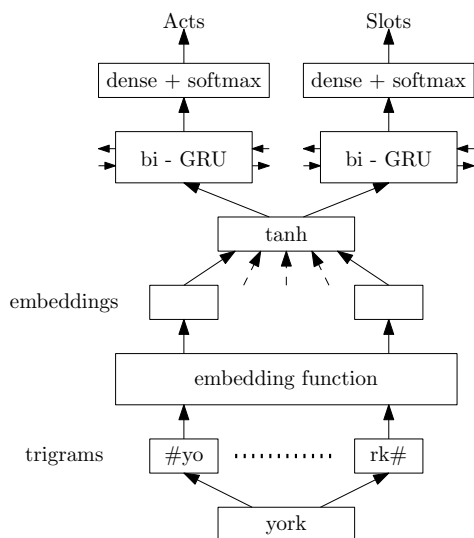 Acts Slots
dense + softmax dense + softmax
bi - GRU bi - GRU
tanh
embeddings
embedding function
trigrams #yo rk#
york